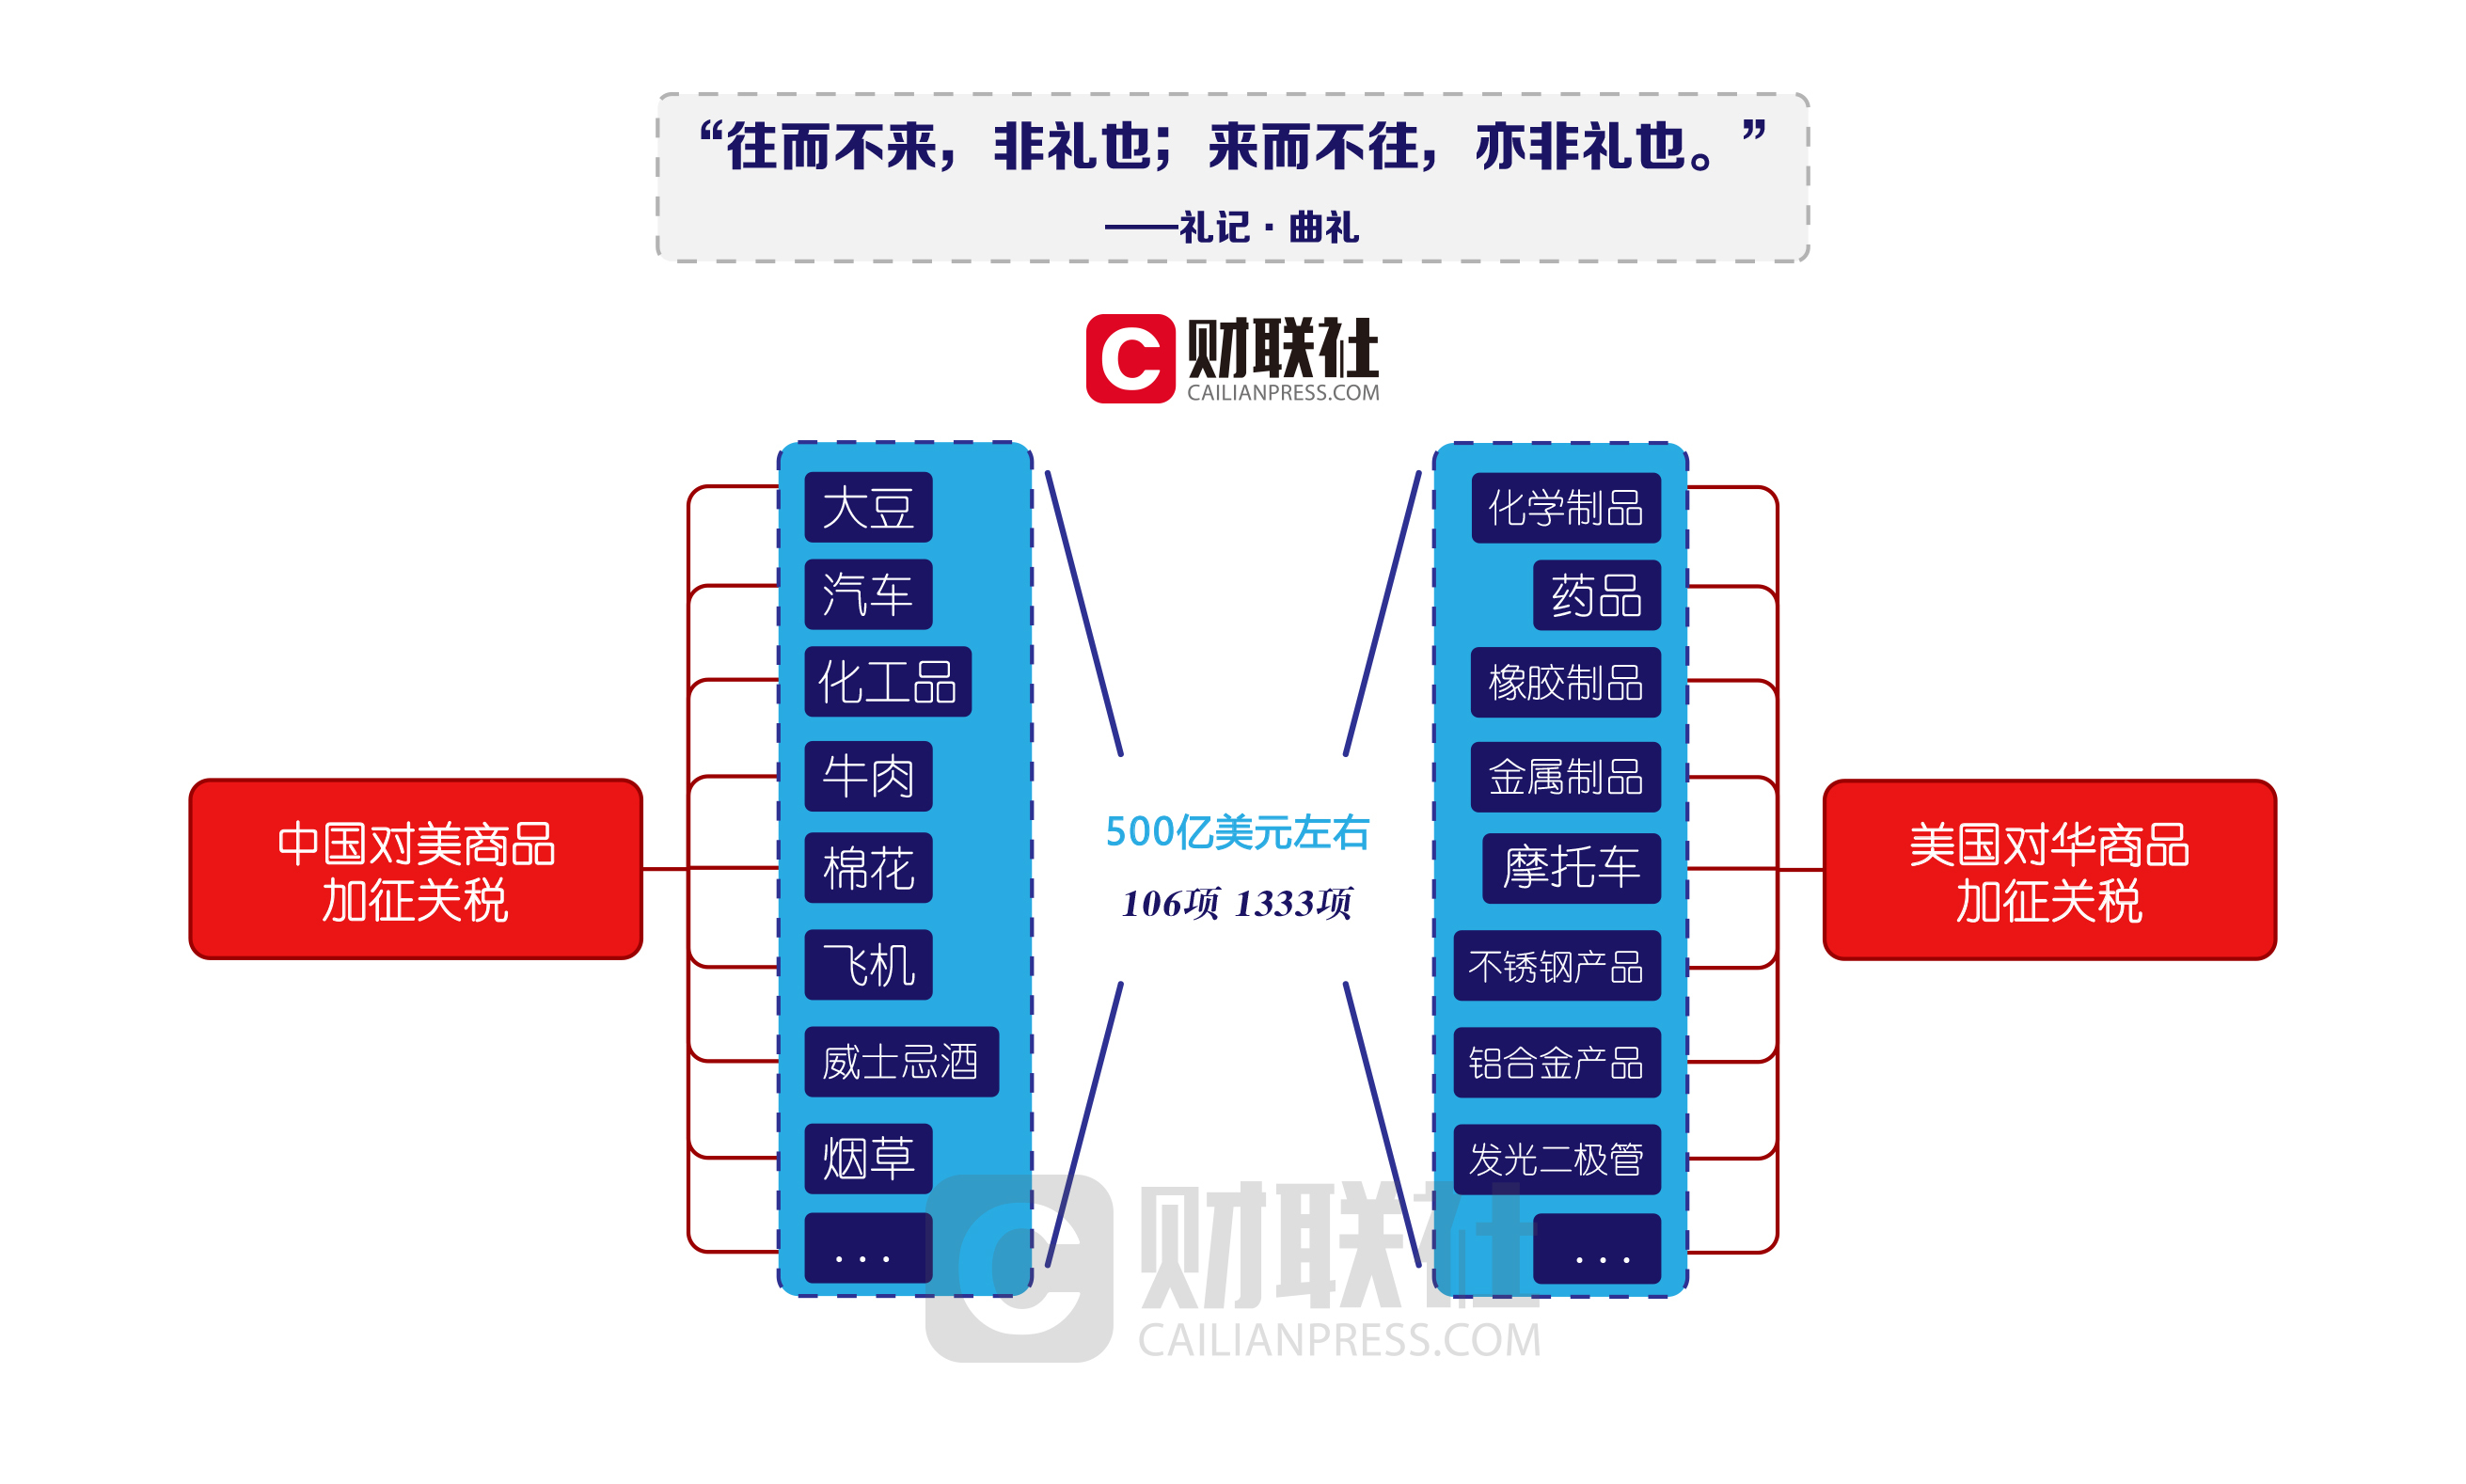 “往而不来，非礼也；来而不往，亦非礼也。”
——礼记·曲礼
C 财联社
CAILIANPRESS.COM
中国对美商品
加征关税
大豆
汽车
化工品
牛肉
棉花
飞机
威士忌酒
烟草
...
500亿美元左右
106项 1333项
化学制品
药品
橡胶制品
金属制品
摩托车
不锈钢产品
铝合金产品
发光二极管
...
美国对华商品
加征关税
C 财联社
CAILIANPRESS.COM